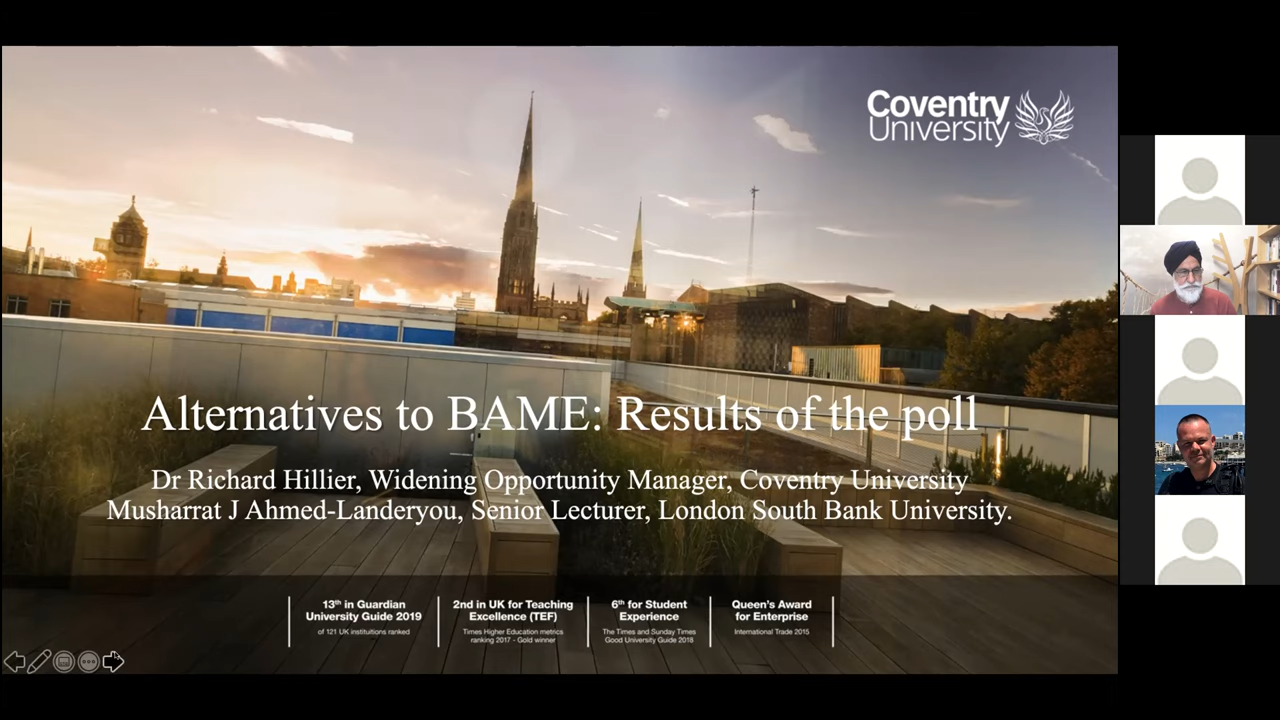 Coventry
University
Alternatives to BAME: Results of the poll
Dr Richard Hillier, Widening Opportunity Manager, Coventry University
Musharrat J Ahmed-Landeryou, Senior Lecturer, London South Bank University.
13th in Guardian
University Guide 2019
of 121 UK instituitions ranked
2nd in UK for Teaching
Excellence (TEF)
Times Higher Education metrics
ranking 2017 - Gold winner
6th for Student
Experience
The Times and Sunday Times
Good University Guide 2018
Queen's Award
for Enterprise
International Trade 2015